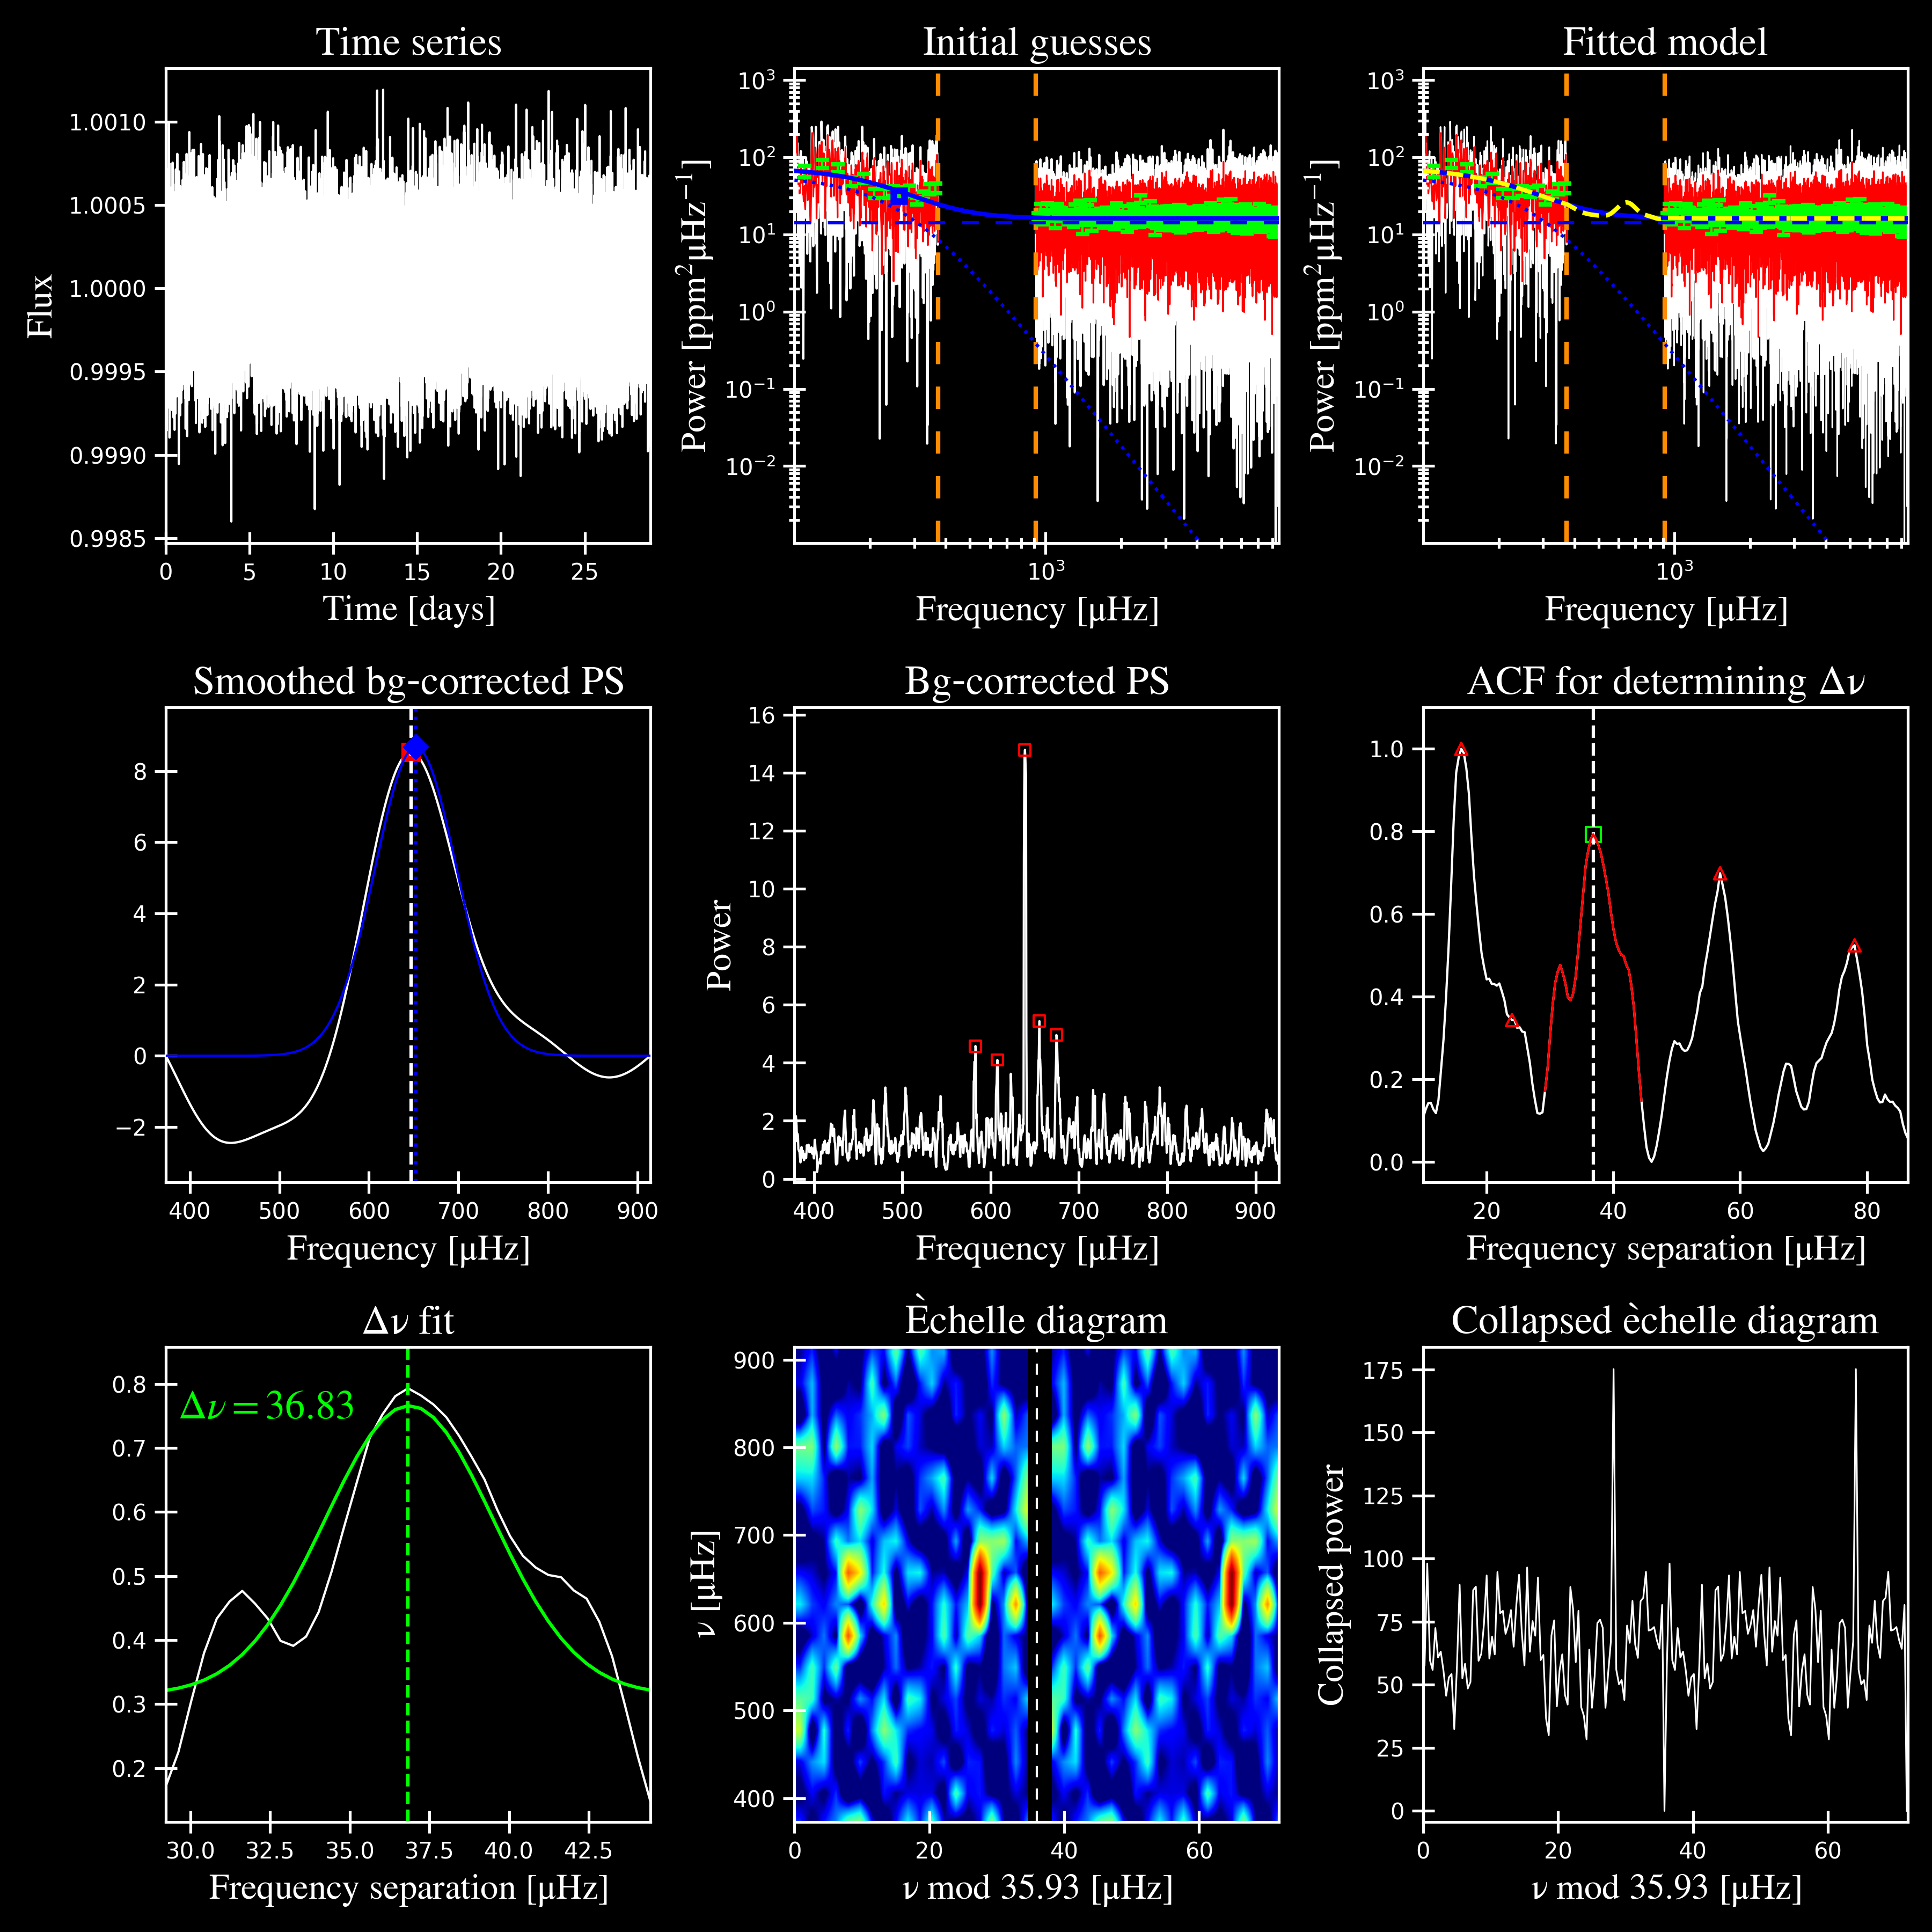 Time series
Initial guesses
Fitted model
Flux
1.0010
1.0005
1.0000
0.9995
0.9990
0.9985
0 5 10 15 20 25
Time [days]
Power [ppm²μHz⁻¹]
10³
10²
10¹
10⁰
10⁻¹
10⁻²
10³
Frequency [μHz]
Power [ppm²μHz⁻¹]
10³
10²
10¹
10⁰
10⁻¹
10⁻²
10³
Frequency [μHz]
Smoothed bg-corrected PS
Bg-corrected PS
ACF for determining Δν
8
6
4
2
0
−2
400 500 600 700 800 900
Frequency [μHz]
Power
16
14
12
10
8
6
4
2
0
400 500 600 700 800 900
Frequency [μHz]
1.0
0.8
0.6
0.4
0.2
0.0
20 40 60 80
Frequency separation [μHz]
Δν fit
Èchelle diagram
Collapsed èchelle diagram
Δν = 36.83
0.8
0.7
0.6
0.5
0.4
0.3
0.2
30.0 32.5 35.0 37.5 40.0 42.5
Frequency separation [μHz]
ν [μHz]
900
800
700
600
500
400
0 20 40 60
ν mod 35.93 [μHz]
Collapsed power
175
150
125
100
75
50
25
0
0 20 40 60
ν mod 35.93 [μHz]